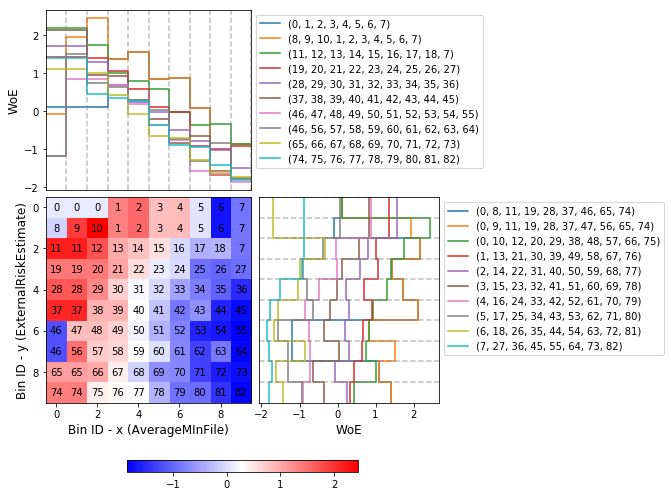 2
1
0
−1
−2
WoE
(0, 1, 2, 3, 4, 5, 6, 7)
(8, 9, 10, 1, 2, 3, 4, 5, 6, 7)
(11, 12, 13, 14, 15, 16, 17, 18, 7)
(19, 20, 21, 22, 23, 24, 25, 26, 27)
(28, 29, 30, 31, 32, 33, 34, 35, 36)
(37, 38, 39, 40, 41, 42, 43, 44, 45)
(46, 47, 48, 49, 50, 51, 52, 53, 54, 55)
(46, 56, 57, 58, 59, 60, 61, 62, 63, 64)
(65, 66, 67, 68, 69, 70, 71, 72, 73)
(74, 75, 76, 77, 78, 79, 80, 81, 82)
Bin ID - y (ExternalRiskEstimate)
0 0 0 0 1 2 3 4 5 6 7
8 9 10 1 2 3 4 5 6 7
2 11 11 12 13 14 15 16 17 18 7
19 19 20 21 22 23 24 25 26 27
4 28 28 29 30 31 32 33 34 35 36
37 37 38 39 40 41 42 43 44 45
6 46 47 48 49 50 51 52 53 54 55
46 56 57 58 59 60 61 62 63 64
8 65 65 66 67 68 69 70 71 72 73
74 74 75 76 77 78 79 80 81 82
0 2 4 6 8
Bin ID - x (AverageMInFile)
−2 −1 0 1 2
WoE
(0, 8, 11, 19, 28, 37, 46, 65, 74)
(0, 9, 11, 19, 28, 37, 47, 56, 65, 74)
(0, 10, 12, 20, 29, 38, 48, 57, 66, 75)
(1, 13, 21, 30, 39, 49, 58, 67, 76)
(2, 14, 22, 31, 40, 50, 59, 68, 77)
(3, 15, 23, 32, 41, 51, 60, 69, 78)
(4, 16, 24, 33, 42, 52, 61, 70, 79)
(5, 17, 25, 34, 43, 53, 62, 71, 80)
(6, 18, 26, 35, 44, 54, 63, 72, 81)
(7, 27, 36, 45, 55, 64, 73, 82)
−1 0 1 2